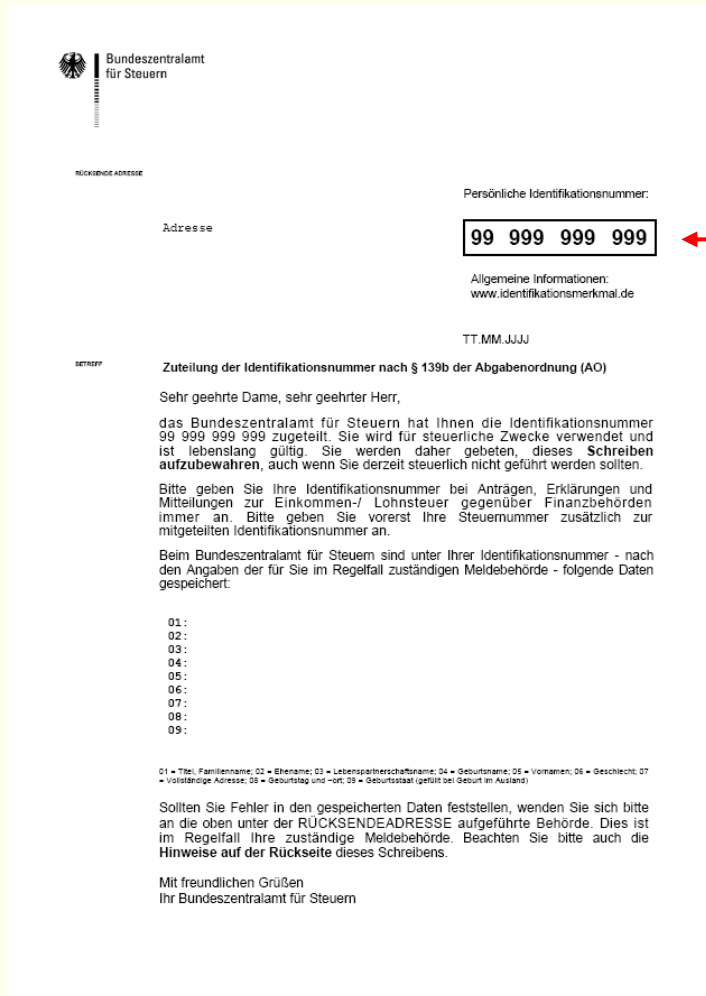 Bundeszentralamt
für Steuern
RÜCKSENDE ADRESSE
Persönliche Identifikationsnummer:
Adresse
99 999 999 999
Allgemeine Informationen:
www.identifikationsmerkmal.de
TT.MM.JJJJ
BETREFF
Zuteilung der Identifikationsnummer nach § 139b der Abgabenordnung (AO)
Sehr geehrte Dame, sehr geehrter Herr,
das Bundeszentralamt für Steuern hat Ihnen die Identifikationsnummer
99 999 999 999 zugeteilt. Sie wird für steuerliche Zwecke verwendet und
ist lebenslang gültig. Sie werden daher gebeten, dieses Schreiben
aufzubewahren, auch wenn Sie derzeit steuerlich nicht geführt werden sollten.
Bitte geben Sie Ihre Identifikationsnummer bei Anträgen, Erklärungen und
Mitteilungen zur Einkommen-/ Lohnsteuer gegenüber Finanzbehörden
immer an. Bitte geben Sie vorerst Ihre Steuernummer zusätzlich zur
mitgeteilten Identifikationsnummer an.
Beim Bundeszentralamt für Steuern sind unter Ihrer Identifikationsnummer - nach
den Angaben der für Sie im Regelfall zuständigen Meldebehörde - folgende Daten
gespeichert:
01:
02:
03:
04:
05:
06:
07:
08:
09:
01 = Titel, Familienname; 02 = Ehename; 03 = Lebenspartnerschaftsname; 04 = Geburtsname; 05 = Vornamen; 06 = Geschlecht; 07
= Vollständige Adresse; 08 = Geburtstag und –ort; 09 = Geburtsstaat (gefüllt bei Geburt im Ausland)
Sollten Sie Fehler in den gespeicherten Daten feststellen, wenden Sie sich bitte
an die oben unter der RÜCKSENDEADRESSE aufgeführte Behörde. Dies ist
im Regelfall Ihre zuständige Meldebehörde. Beachten Sie bitte auch die
Hinweise auf der Rückseite dieses Schreibens.
Mit freundlichen Grüßen
Ihr Bundeszentralamt für Steuern